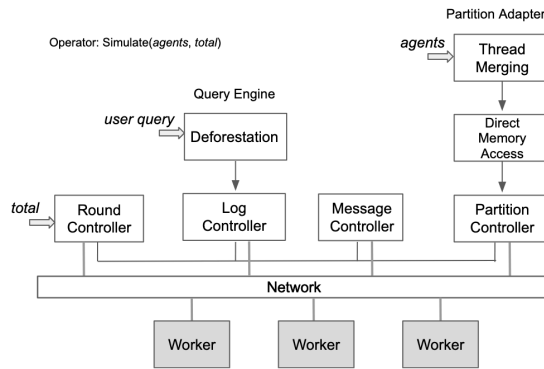 Partition Adapter
Operator: Simulate(agents, total)
agents
Thread
Merging
Query Engine
user query
Deforestation
Direct
Memory
Access
total
Round
Controller
Log
Controller
Message
Controller
Partition
Controller
Network
Worker
Worker
Worker